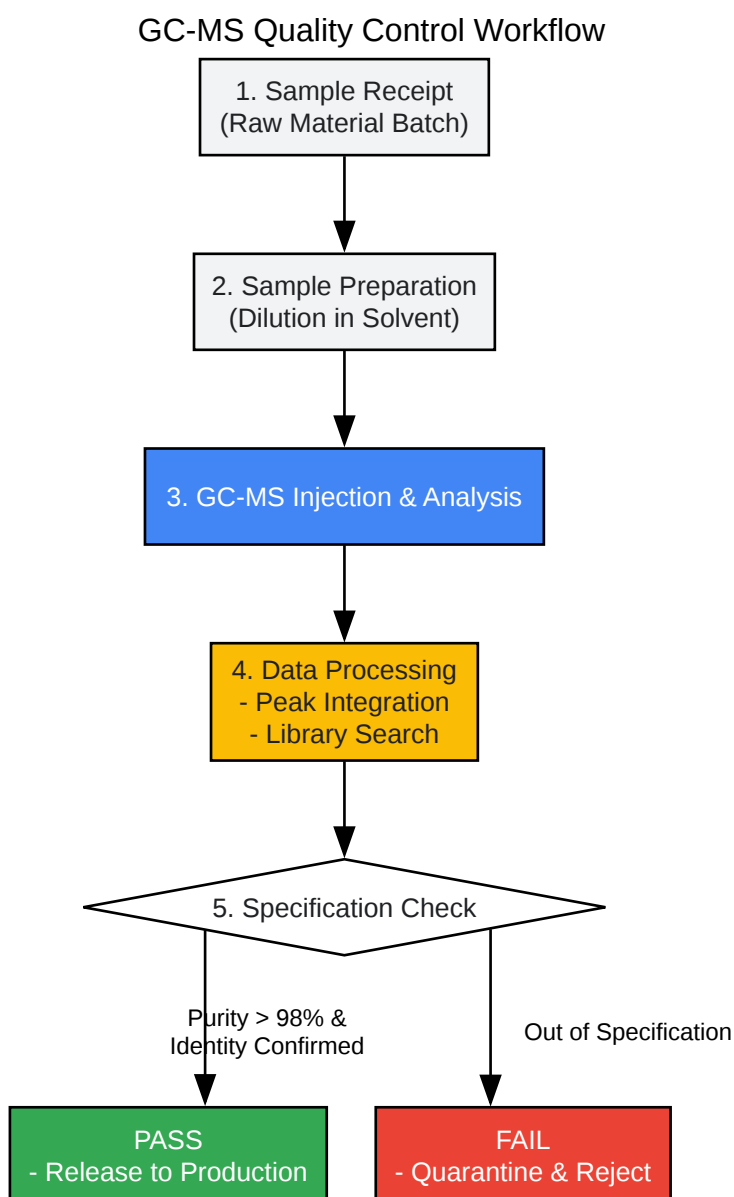 GC-MS Quality Control Workflow
1. Sample Receipt
(Raw Material Batch)
2. Sample Preparation
(Dilution in Solvent)
3. GC-MS Injection & Analysis
4. Data Processing
- Peak Integration
- Library Search
5. Specification Check
Purity > 98% &
Identity Confirmed
Out of Specification
PASS
- Release to Production
FAIL
- Quarantine & Reject